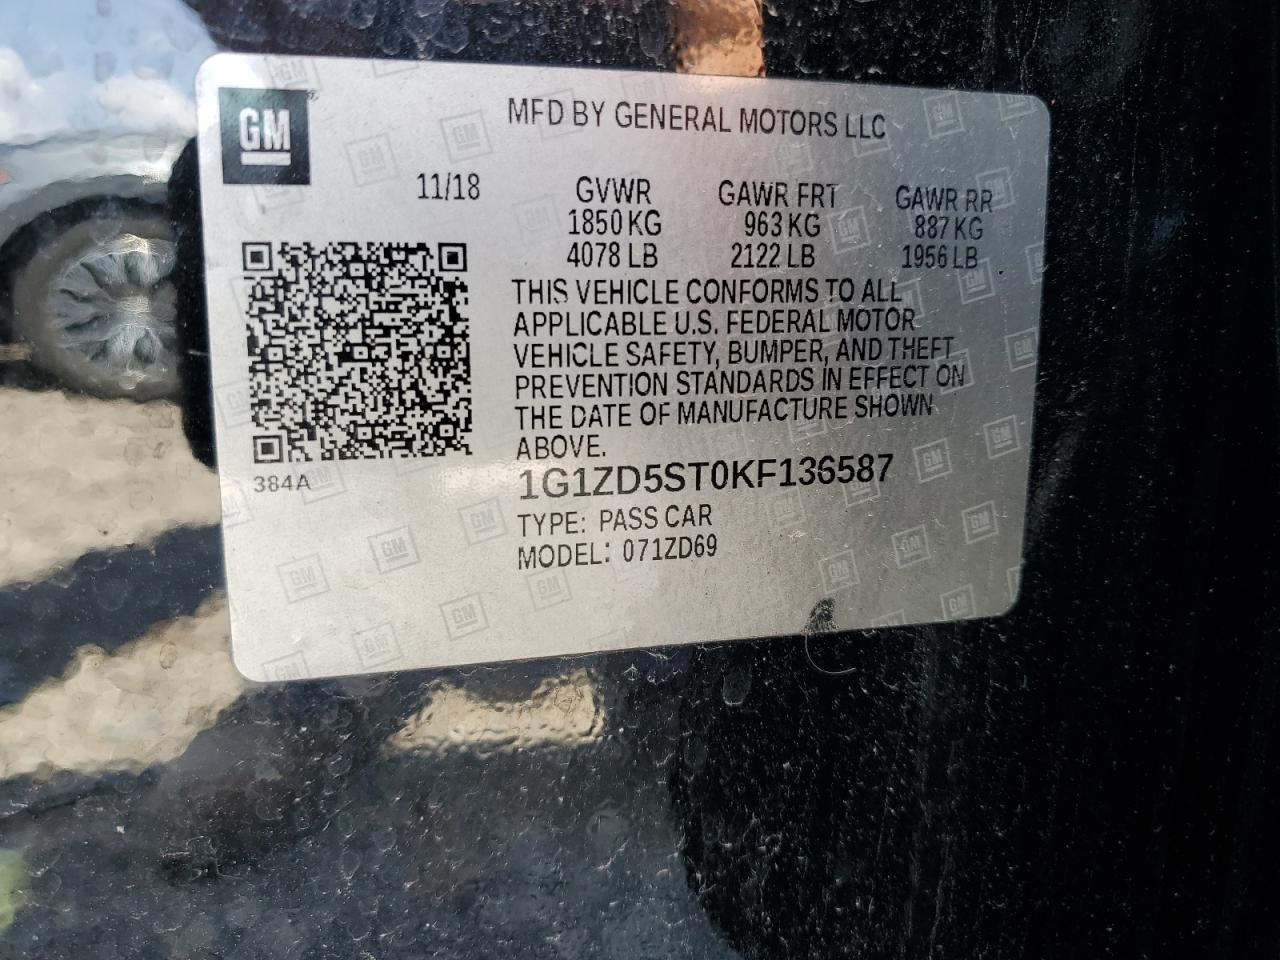 GM
MFD BY GENERAL MOTORS LLC
11/18
GVWR GAWR FRT GAWR RR
1850 KG 963 KG 887 KG
4078 LB 2122 LB 1956 LB
THIS VEHICLE CONFORMS TO ALL
APPLICABLE U.S. FEDERAL MOTOR
VEHICLE SAFETY, BUMPER, AND THEFT
PREVENTION STANDARDS IN EFFECT ON
THE DATE OF MANUFACTURE SHOWN
ABOVE.
384A
1G1ZD5ST0KF136587
TYPE: PASS CAR
MODEL: 071ZD69